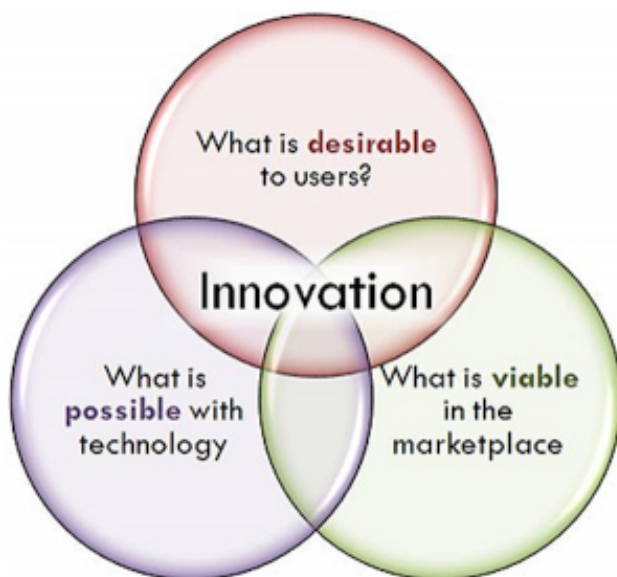 What is desirable
to users?
Innovation
What is
possible with
technology
What is viable
in the
marketplace